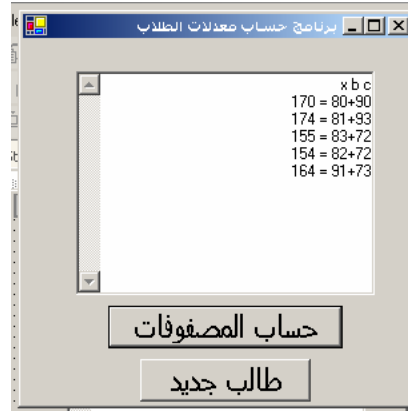 برنامج حساب معدلات الطلاب
x b c
170 = 80+90
174 = 81+93
155 = 83+72
154 = 82+72
164 = 91+73
حساب المصفوفات
طالب جديد